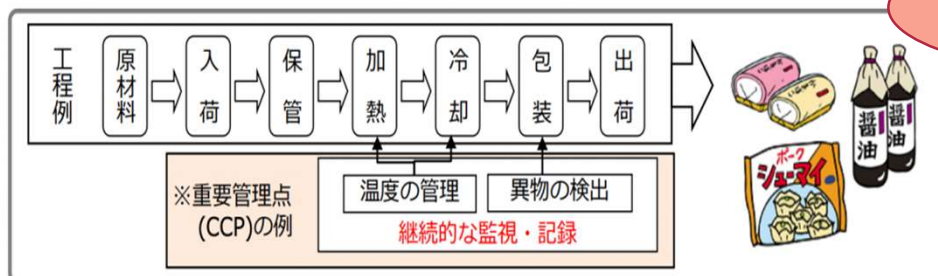 工程例
原材料
入荷
保管
加熱
冷却
包装
出荷
※重要管理点
(CCP)の例
温度の管理
異物の検出
継続的な監視・記録
醤油
醤油
ポーク
シューマイ